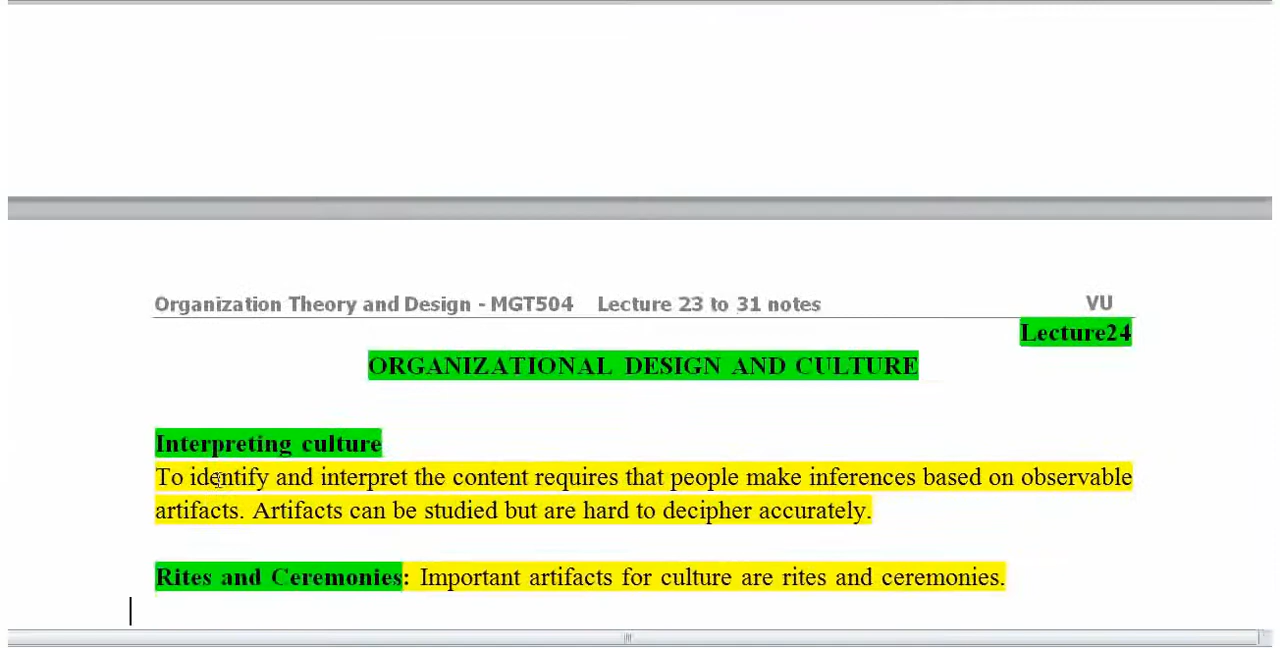 Organization Theory and Design - MGT504 Lecture 23 to 31 notes VU
Lecture24
ORGANIZATIONAL DESIGN AND CULTURE
Interpreting culture
To identify and interpret the content requires that people make inferences based on observable
artifacts. Artifacts can be studied but are hard to decipher accurately.
Rites and Ceremonies: Important artifacts for culture are rites and ceremonies.